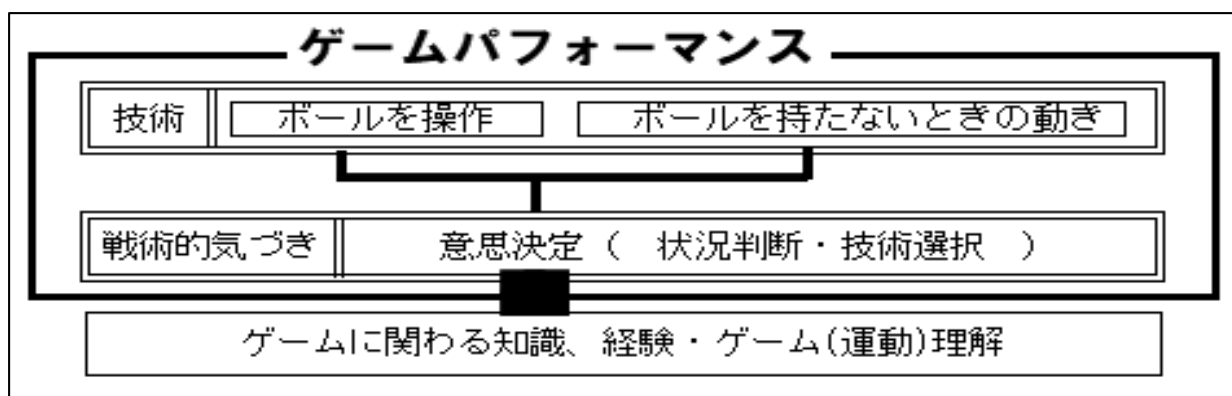 ゲームパフォーマンス
技術 ボールを操作 ボールを持たないときの動き
戦術的気づき 意思決定( 状況判断・技術選択 )
ゲームに関わる知識、経験・ゲーム(運動)理解